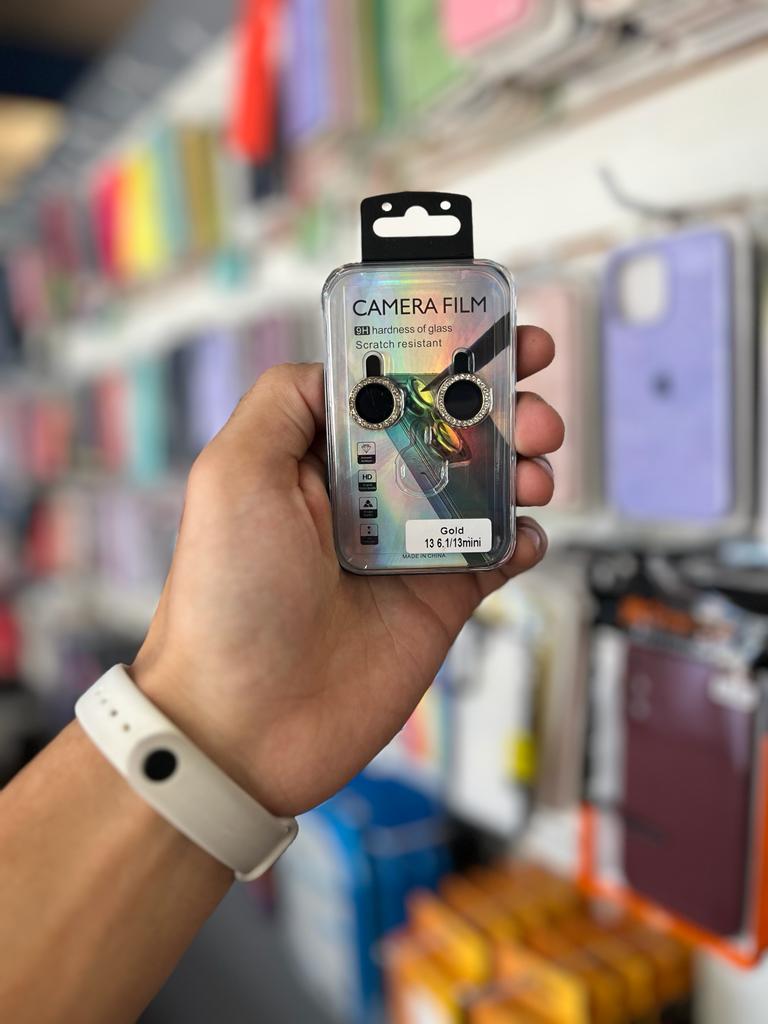 CAMERA FILM
9H hardness of glass
Scratch resistant
HD
Gold
13 6.1/13mini
MADE IN CHINA